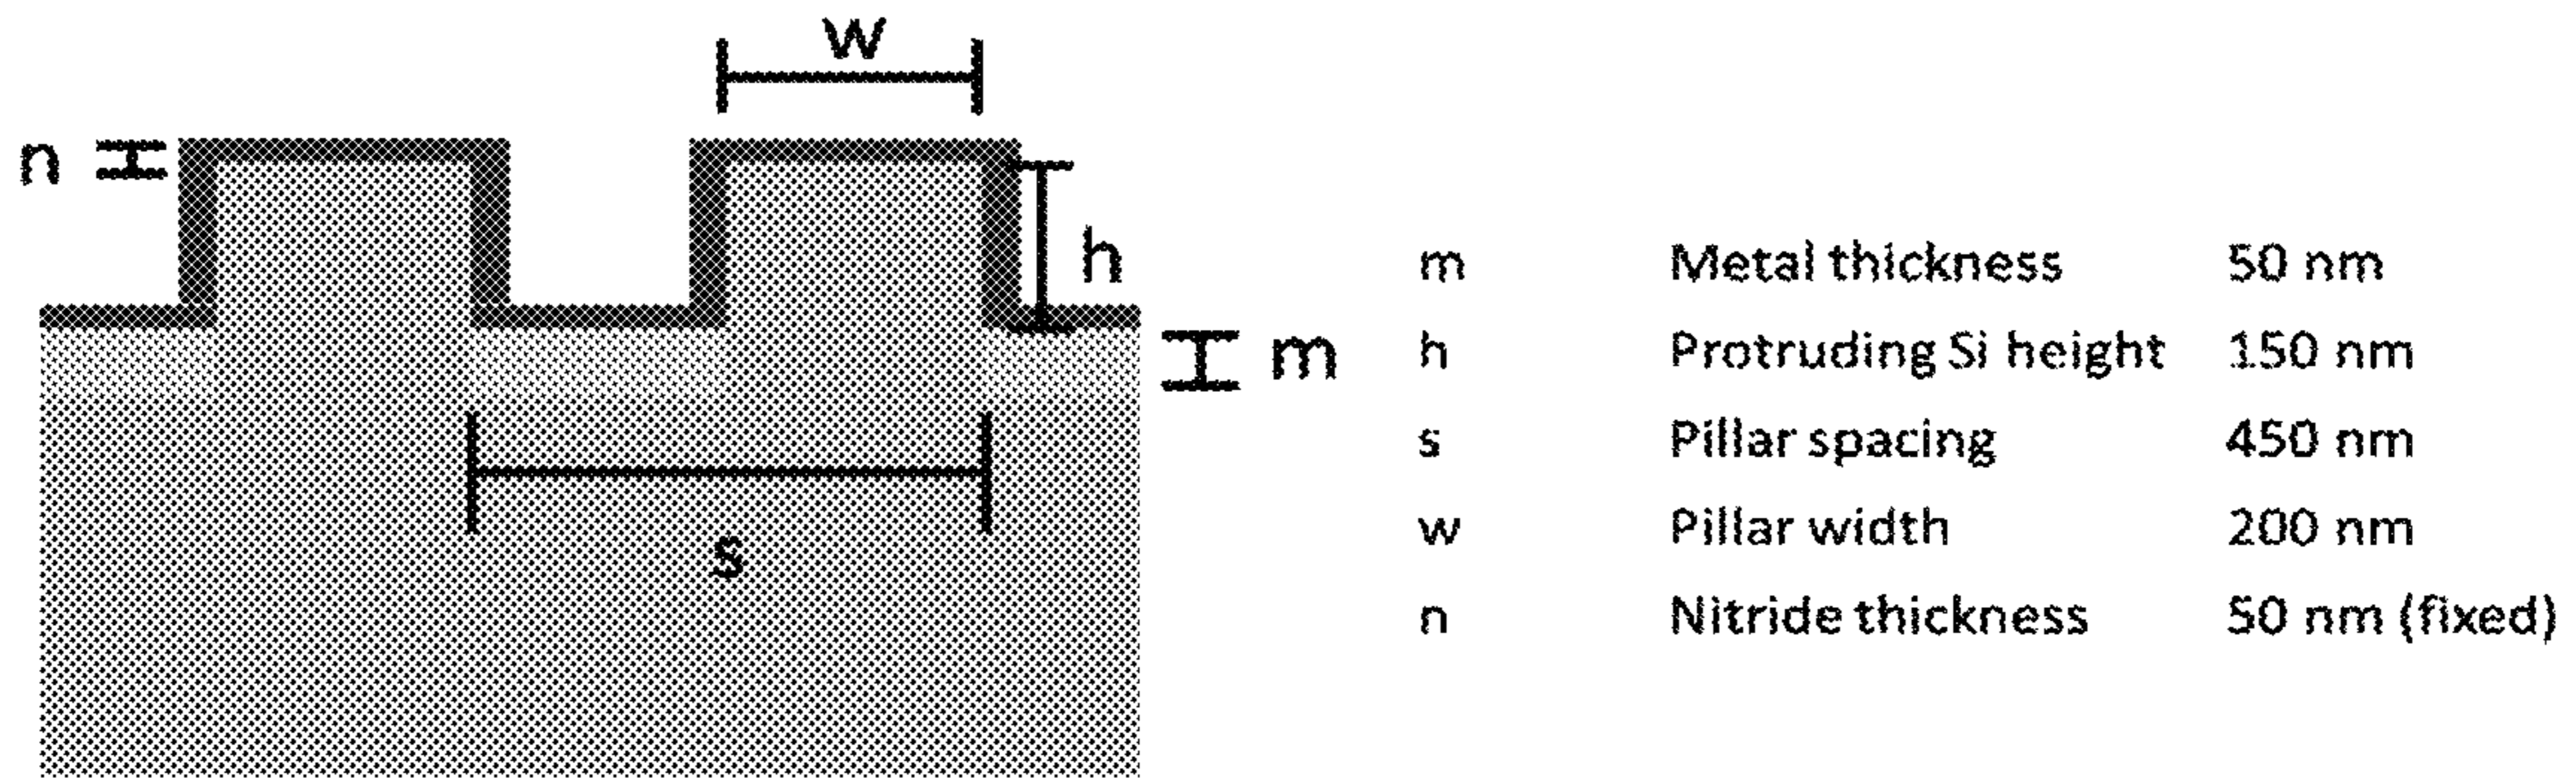 w
n
h
m
s
m Metal thickness 50 nm
h Protruding Si height 150 nm
s Pillar spacing 450 nm
w Pillar width 200 nm
n Nitride thickness 50 nm (fixed)